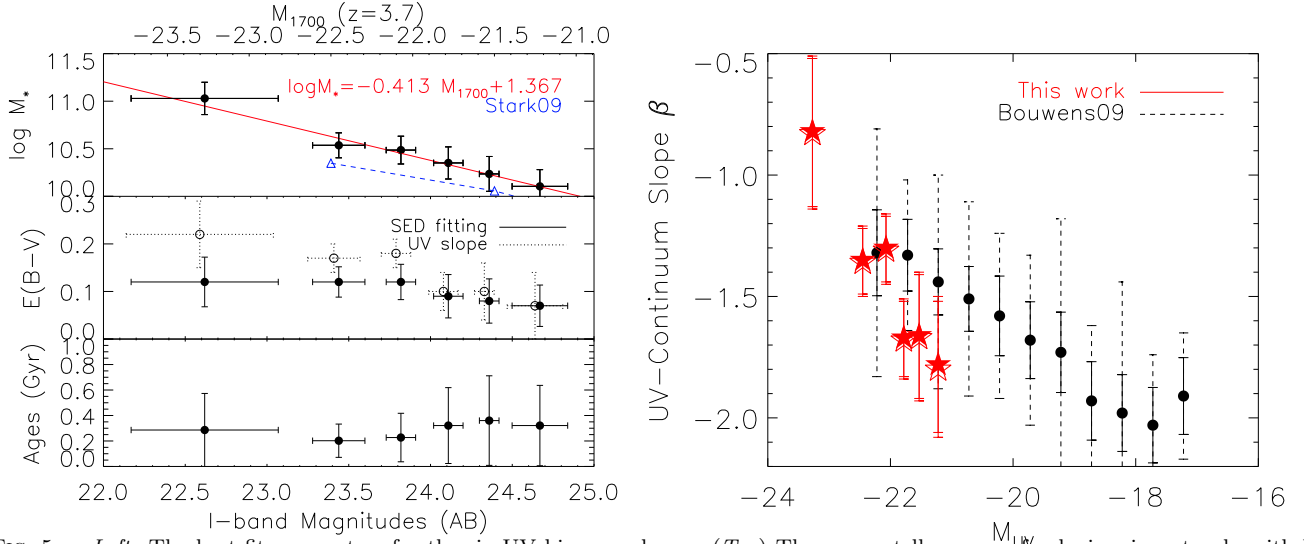 M1700 (z=3.7)
−23.5 −23.0 −22.5 −22.0 −21.5 −21.0
11.5
11.0
10.5
10.0
log M*
logM*=−0.413 M1700+1.367
Stark09
0.3
0.2
0.1
0.0
E(B−V)
SED fitting
UV slope
1.0
0.8
0.6
0.4
0.2
0.0
Ages (Gyr)
22.0 22.5 23.0 23.5 24.0 24.5 25.0
I−band Magnitudes (AB)
−0.5
−1.0
−1.5
−2.0
UV−Continuum Slope β
This work
Bouwens09
−24 −22 −20 −18 −16
MUV